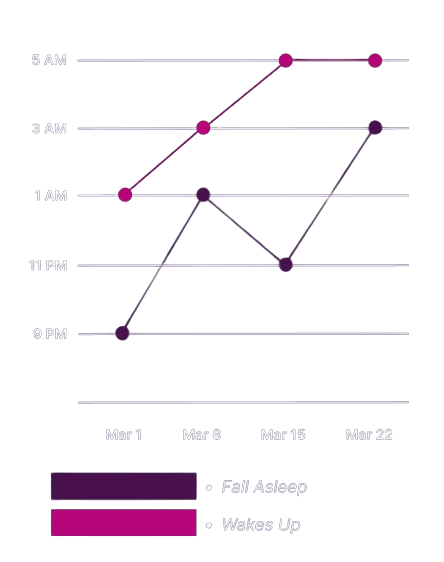 5 AM
3 AM
1 AM
11 PM
9 PM
Mar 1 Mar 8 Mar 15 Mar 22
Fall Asleep
Wakes Up